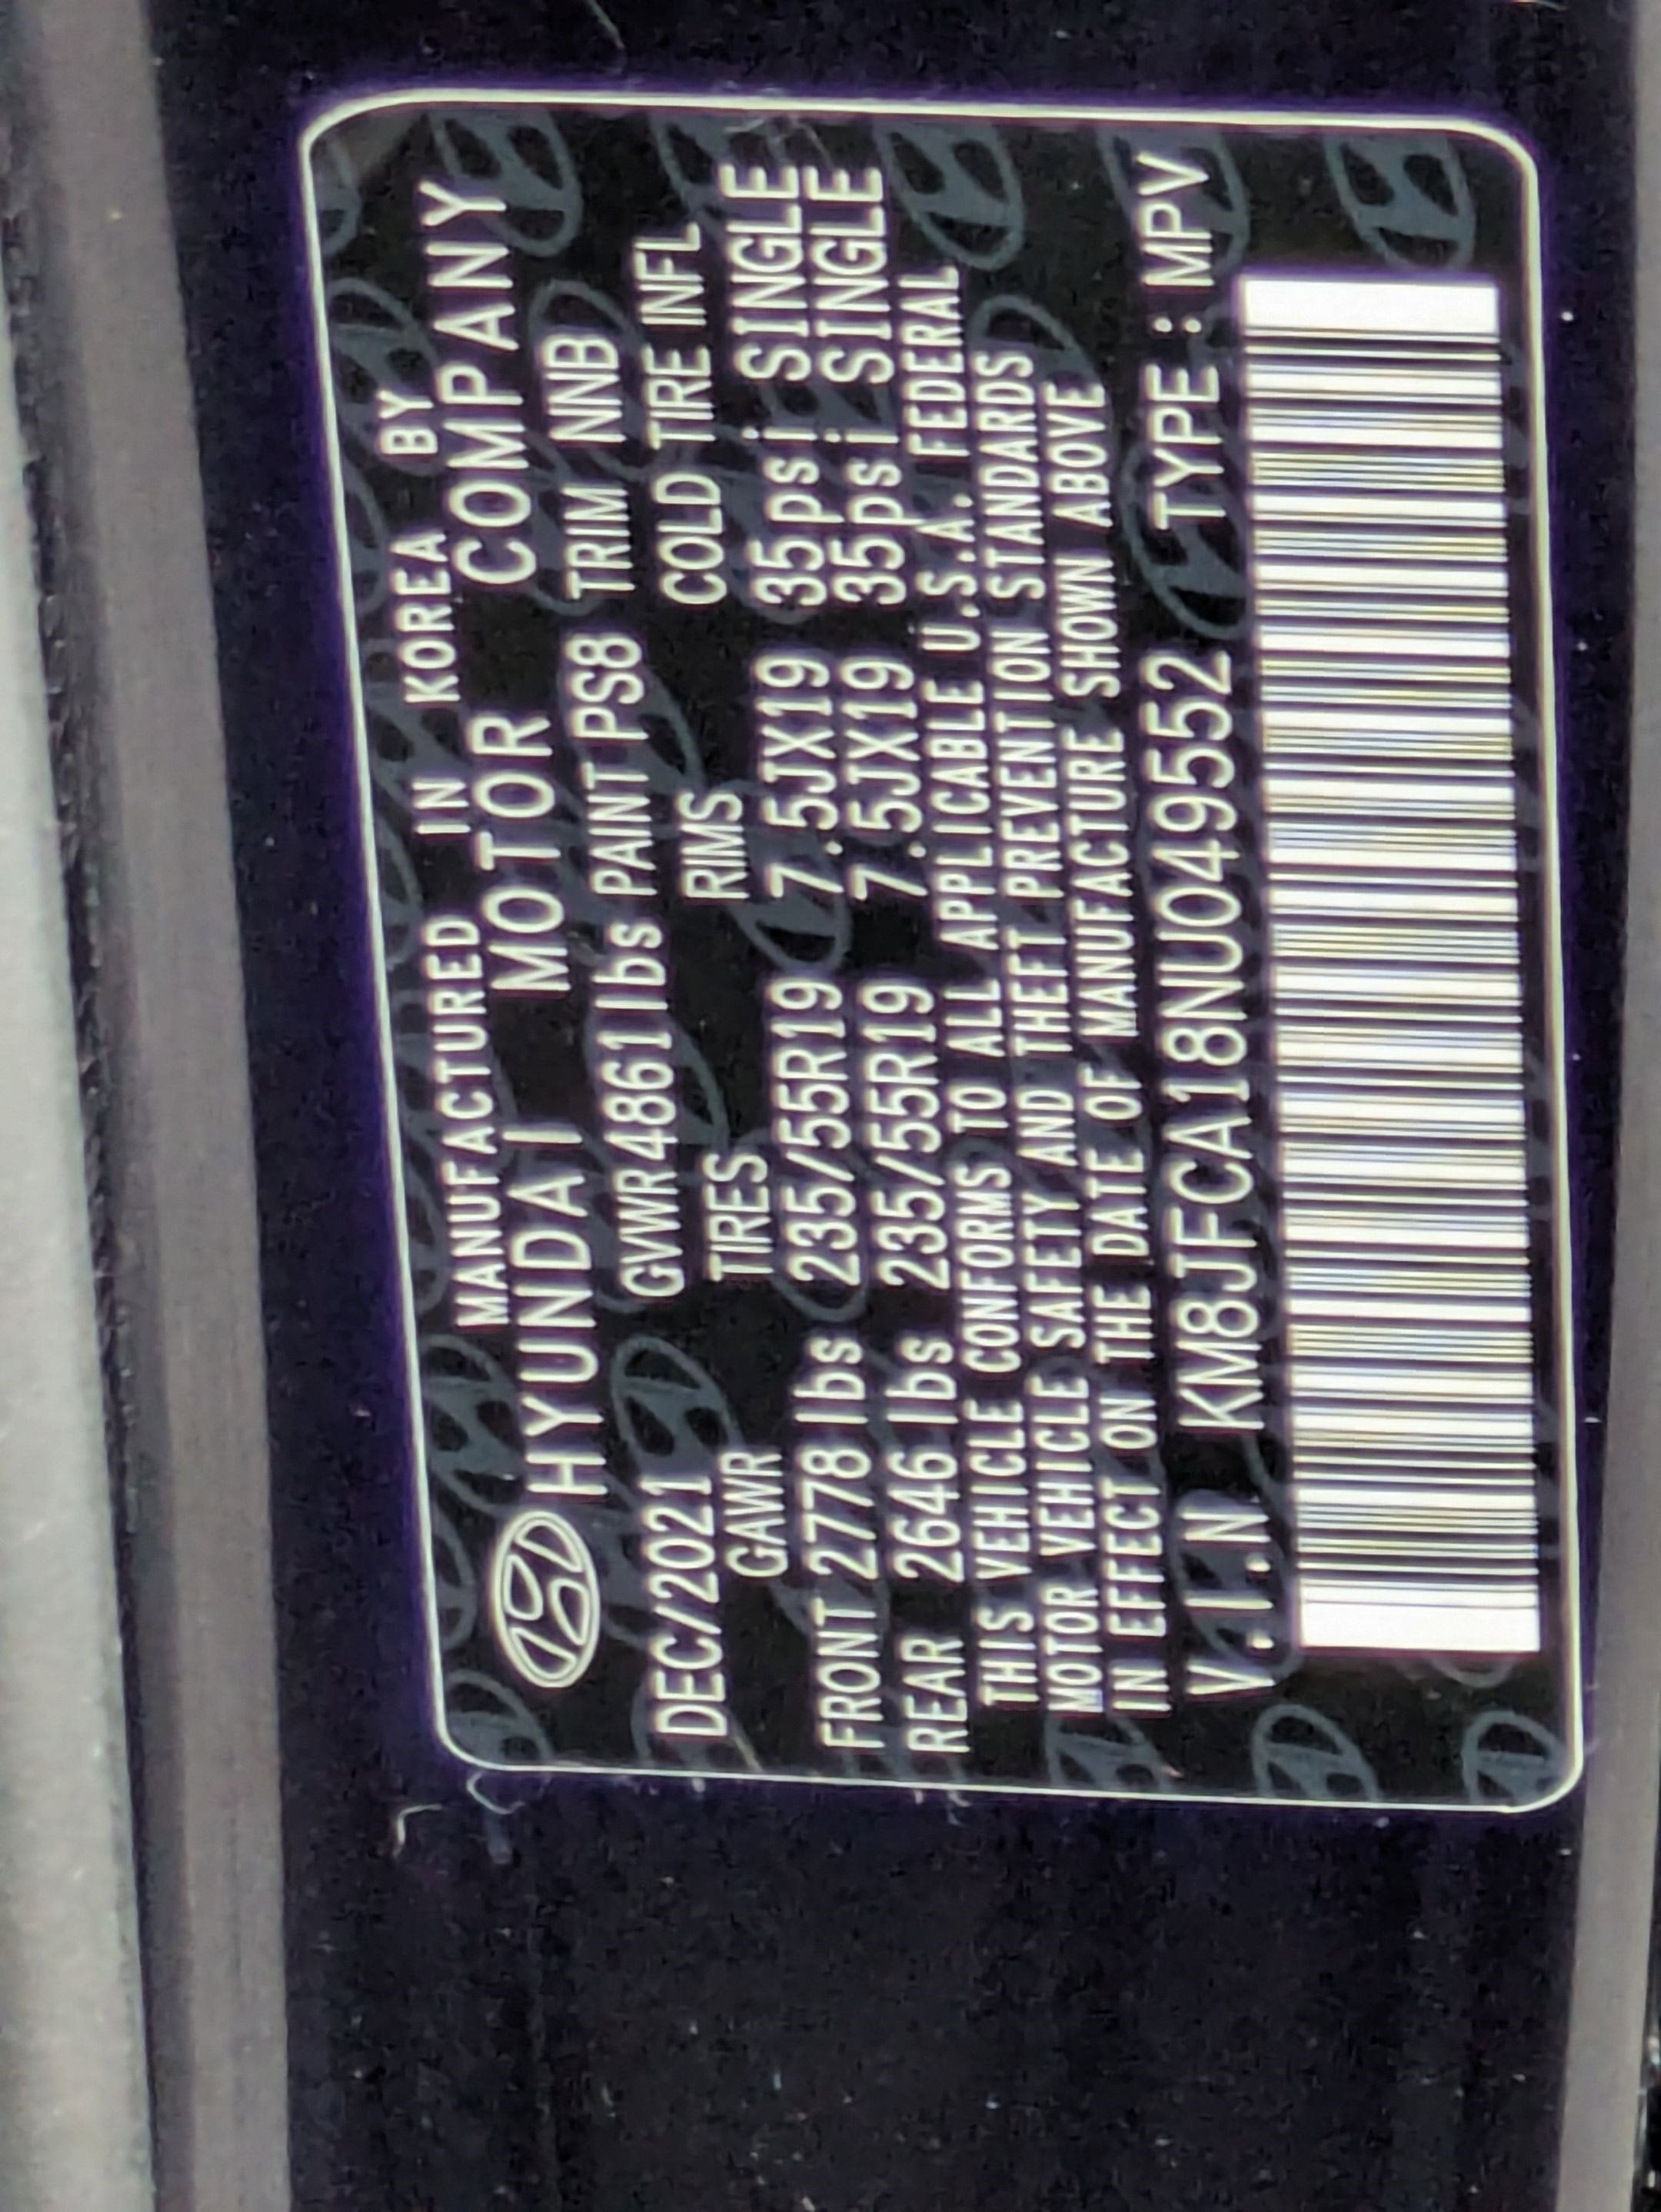 MANUFACTURED IN KOREA BY
HYUNDAI MOTOR COMPANY
DEC/2021 GVWR4861lbs PAINT PS8 TRIM NNB
GAWR TIRES RIMS COLD TIRE INFL
FRONT 2778 lbs 235/55R19 7.5JX19 35psi SINGLE
REAR 2646 lbs 235/55R19 7.5JX19 35psi SINGLE
THIS VEHICLE CONFORMS TO ALL APPLICABLE U.S.A. FEDERAL
MOTOR VEHICLE SAFETY AND THEFT PREVENTION STANDARDS
IN EFFECT ON THE DATE OF MANUFACTURE SHOWN ABOVE
V.I.N KM8JFCA18NU049552 TYPE : MPV